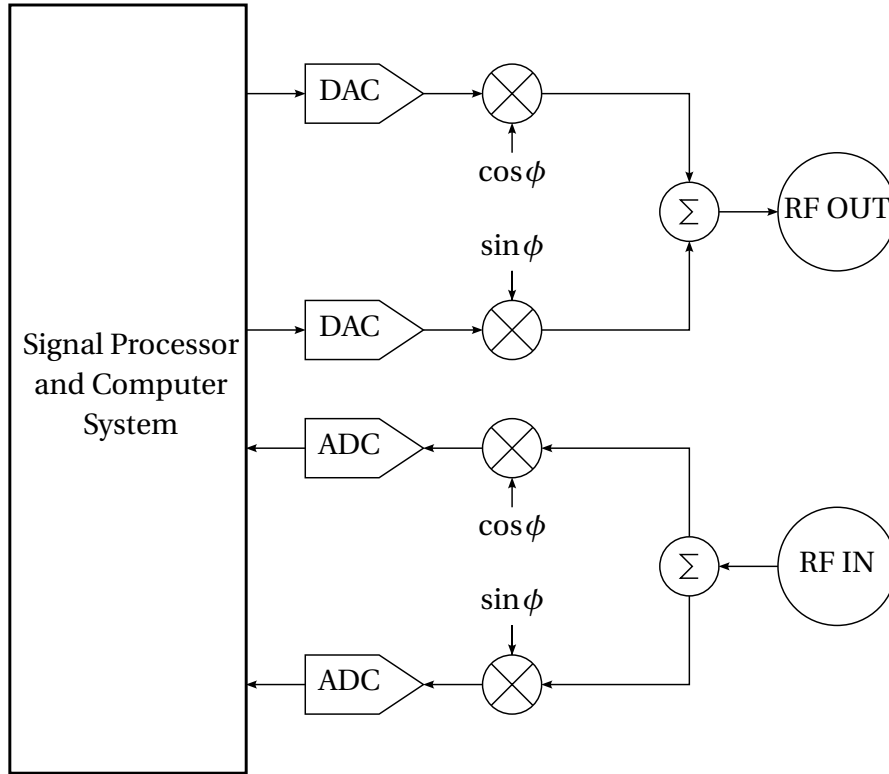 DAC
cos ϕ
RF OUT
∑
sin ϕ
DAC
Signal Processor
and Computer
System
ADC
cos ϕ
RF IN
∑
sin ϕ
ADC